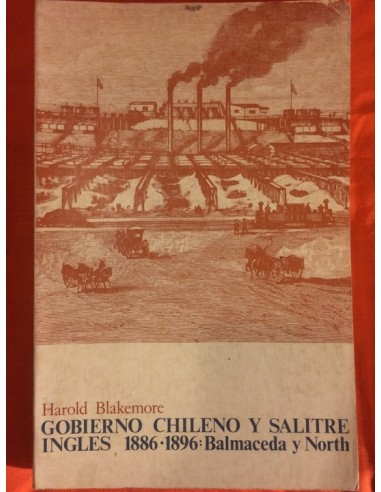 Harold Blakemore
GOBIERNO CHILENO Y SALITRE
INGLES 1886-1896: Balmaceda y North